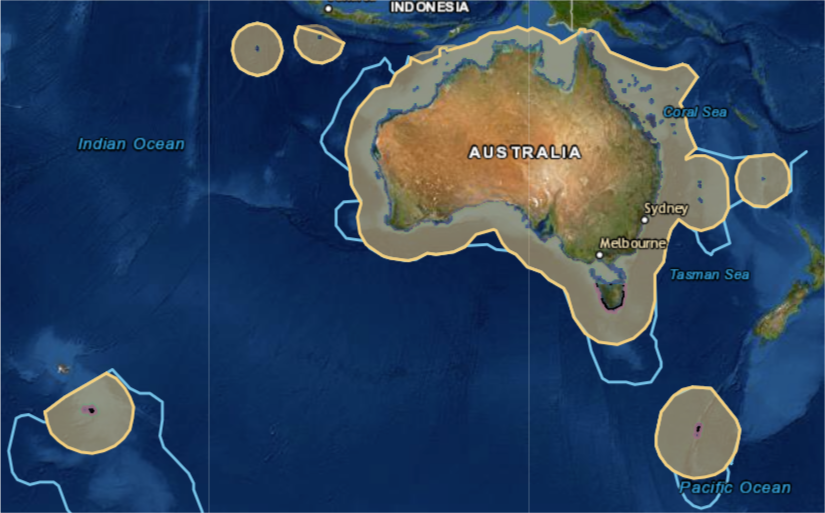 INDONESIA
Coral Sea
Indian Ocean
AUSTRALIA
Sydney
Melbourne
Tasman Sea
Pacific Ocean